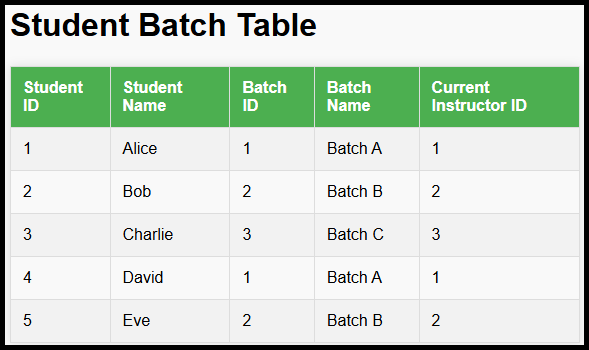 Student Batch Table
Student ID Student Name Batch ID Batch Name Current Instructor ID
1 Alice 1 Batch A 1
2 Bob 2 Batch B 2
3 Charlie 3 Batch C 3
4 David 1 Batch A 1
5 Eve 2 Batch B 2